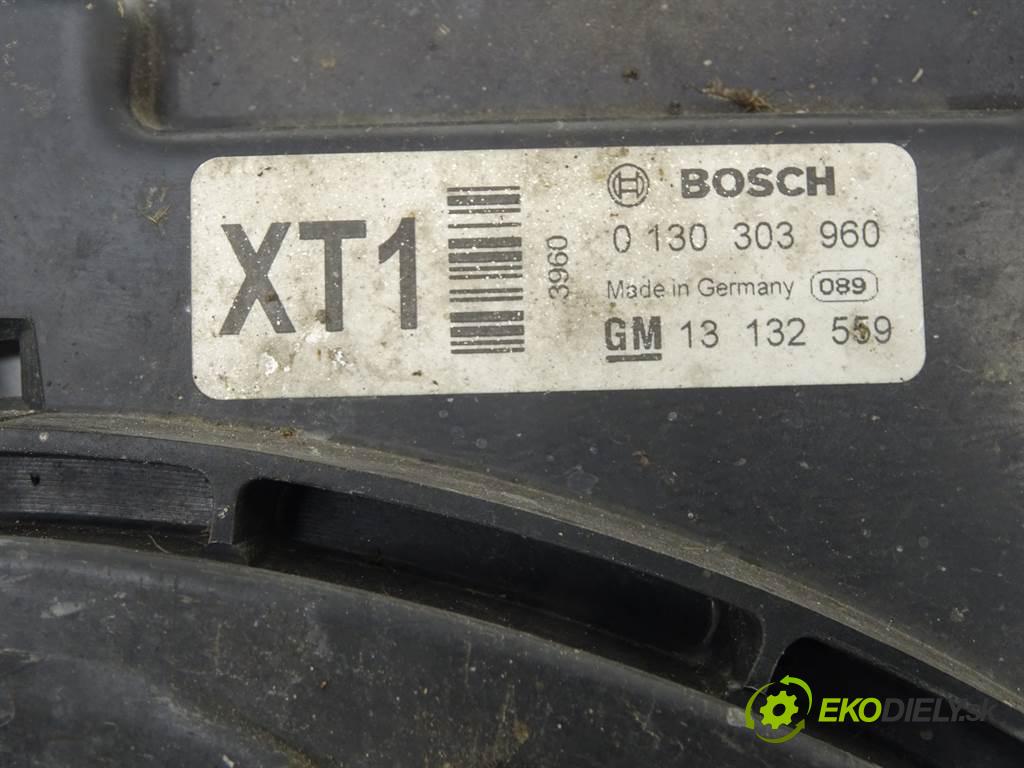 XT1
3960
BOSCH
0 130 303 960
Made in Germany 089
GM 13 132 559
EKODIELY.SK